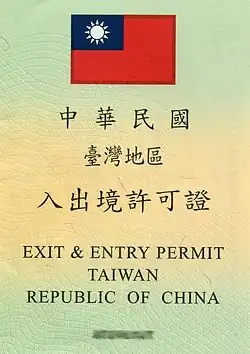 中華民國
臺灣地區
入出境許可證
EXIT & ENTRY PERMIT
TAIWAN
REPUBLIC OF CHINA